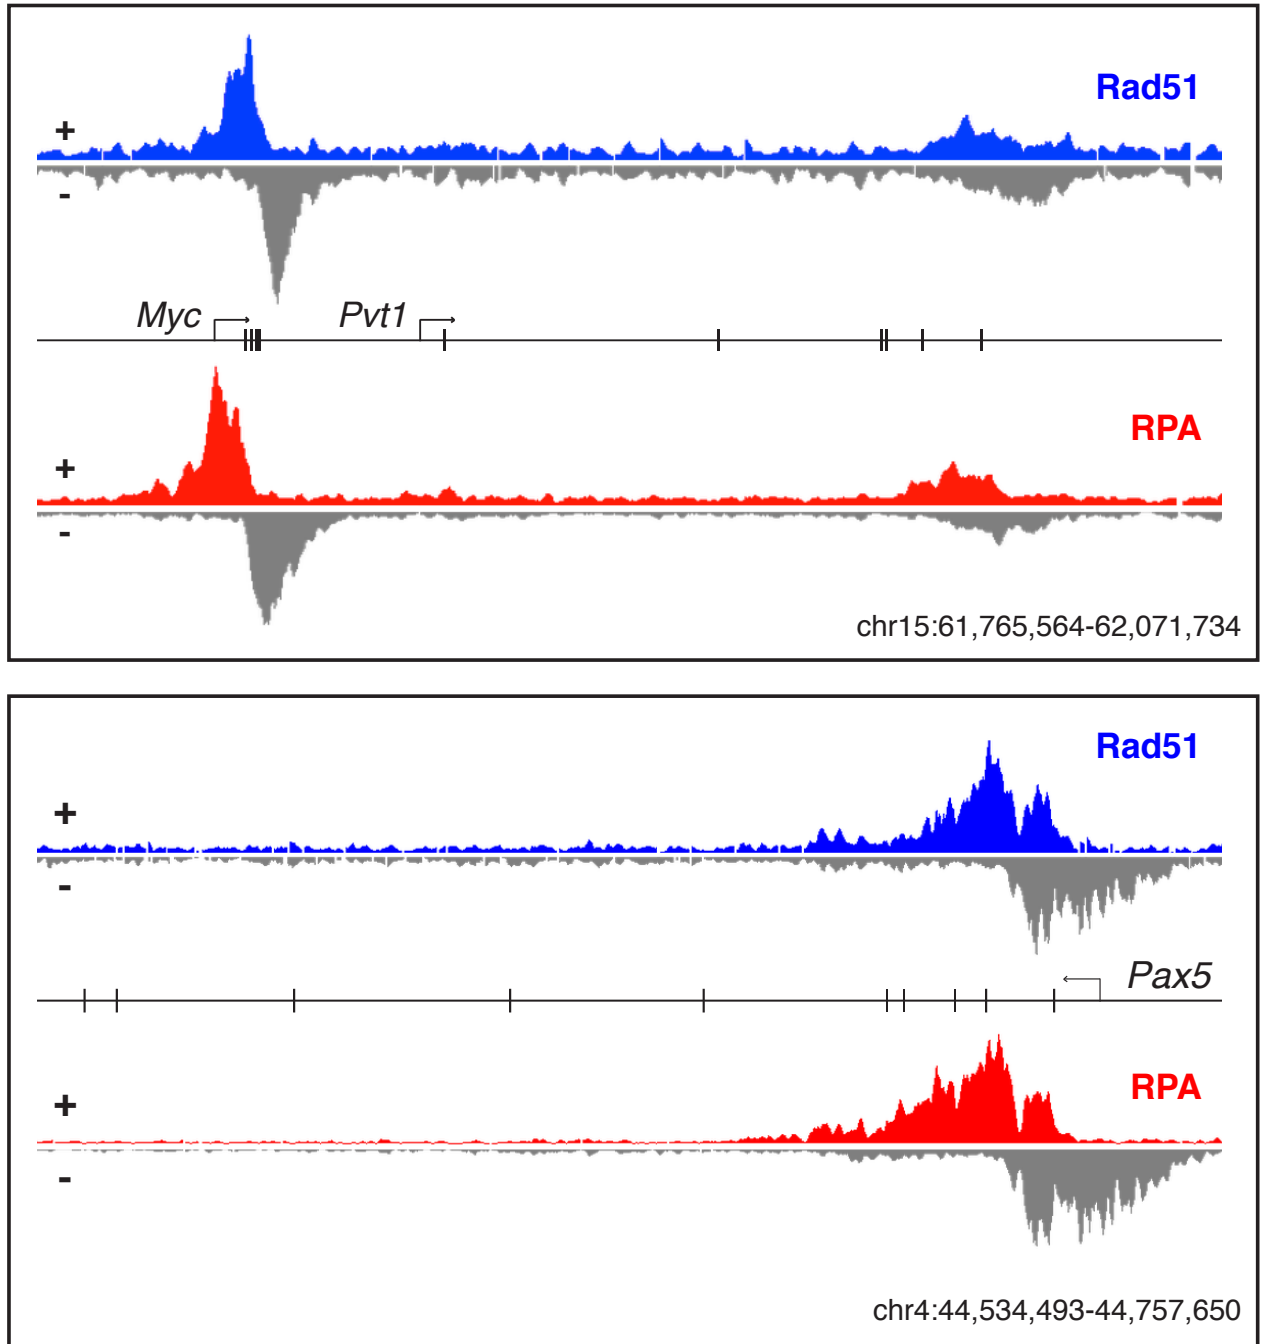 Rad51
+
-
Myc
Pvt1
RPA
+
-
chr15:61,765,564-62,071,734
Rad51
+
-
Pax5
RPA
+
-
chr4:44,534,493-44,757,650